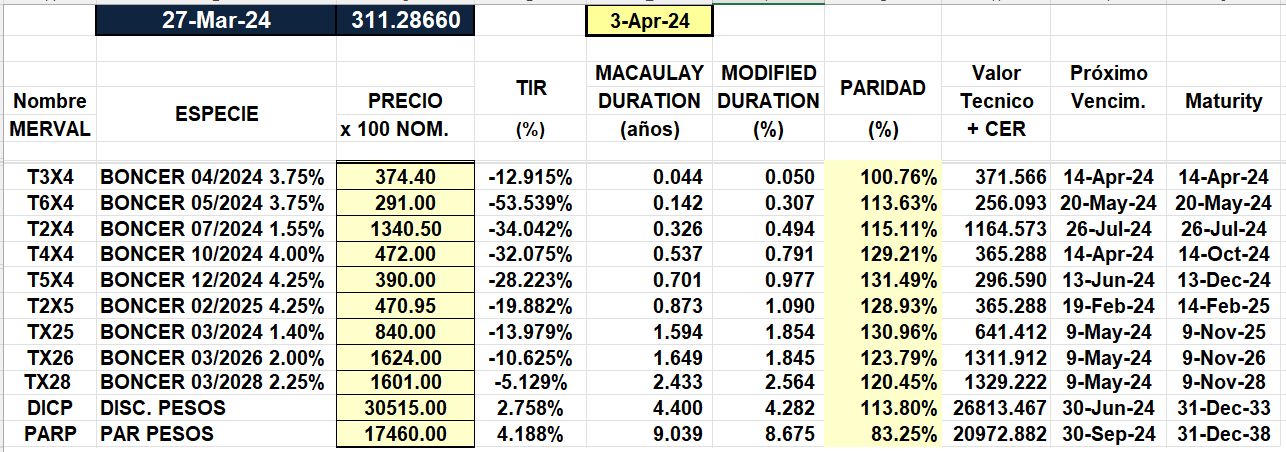 27-Mar-24 311.28660 3-Apr-24
MACAULAY MODIFIED Valor Próximo
TIR PARIDAD
Nombre PRECIO DURATION DURATION Tecnico Vencim. Maturity
ESPECIE
MERVAL x 100 NOM. (%) (años) (%) (%) + CER
T3X4 BONCER 04/2024 3.75% 374.40 -12.915% 0.044 0.050 100.76% 371.566 14-Apr-24 14-Apr-24
T6X4 BONCER 05/2024 3.75% 291.00 -53.539% 0.142 0.307 113.63% 256.093 20-May-24 20-May-24
T2X4 BONCER 07/2024 1.55% 1340.50 -34.042% 0.326 0.494 115.11% 1164.573 26-Jul-24 26-Jul-24
T4X4 BONCER 10/2024 4.00% 472.00 -32.075% 0.537 0.791 129.21% 365.288 14-Apr-24 14-Oct-24
T5X4 BONCER 12/2024 4.25% 390.00 -28.223% 0.701 0.977 131.49% 296.590 13-Jun-24 13-Dec-24
T2X5 BONCER 02/2025 4.25% 470.95 -19.882% 0.873 1.090 128.93% 365.288 19-Feb-24 14-Feb-25
TX25 BONCER 03/2024 1.40% 840.00 -13.979% 1.594 1.854 130.96% 641.412 9-May-24 9-Nov-25
TX26 BONCER 03/2026 2.00% 1624.00 -10.625% 1.649 1.845 123.79% 1311.912 9-May-24 9-Nov-26
TX28 BONCER 03/2028 2.25% 1601.00 -5.129% 2.433 2.564 120.45% 1329.222 9-May-24 9-Nov-28
DICP DISC. PESOS 30515.00 2.758% 4.400 4.282 113.80% 26813.467 30-Jun-24 31-Dec-33
PARP PAR PESOS 17460.00 4.188% 9.039 8.675 83.25% 20972.882 30-Sep-24 31-Dec-38